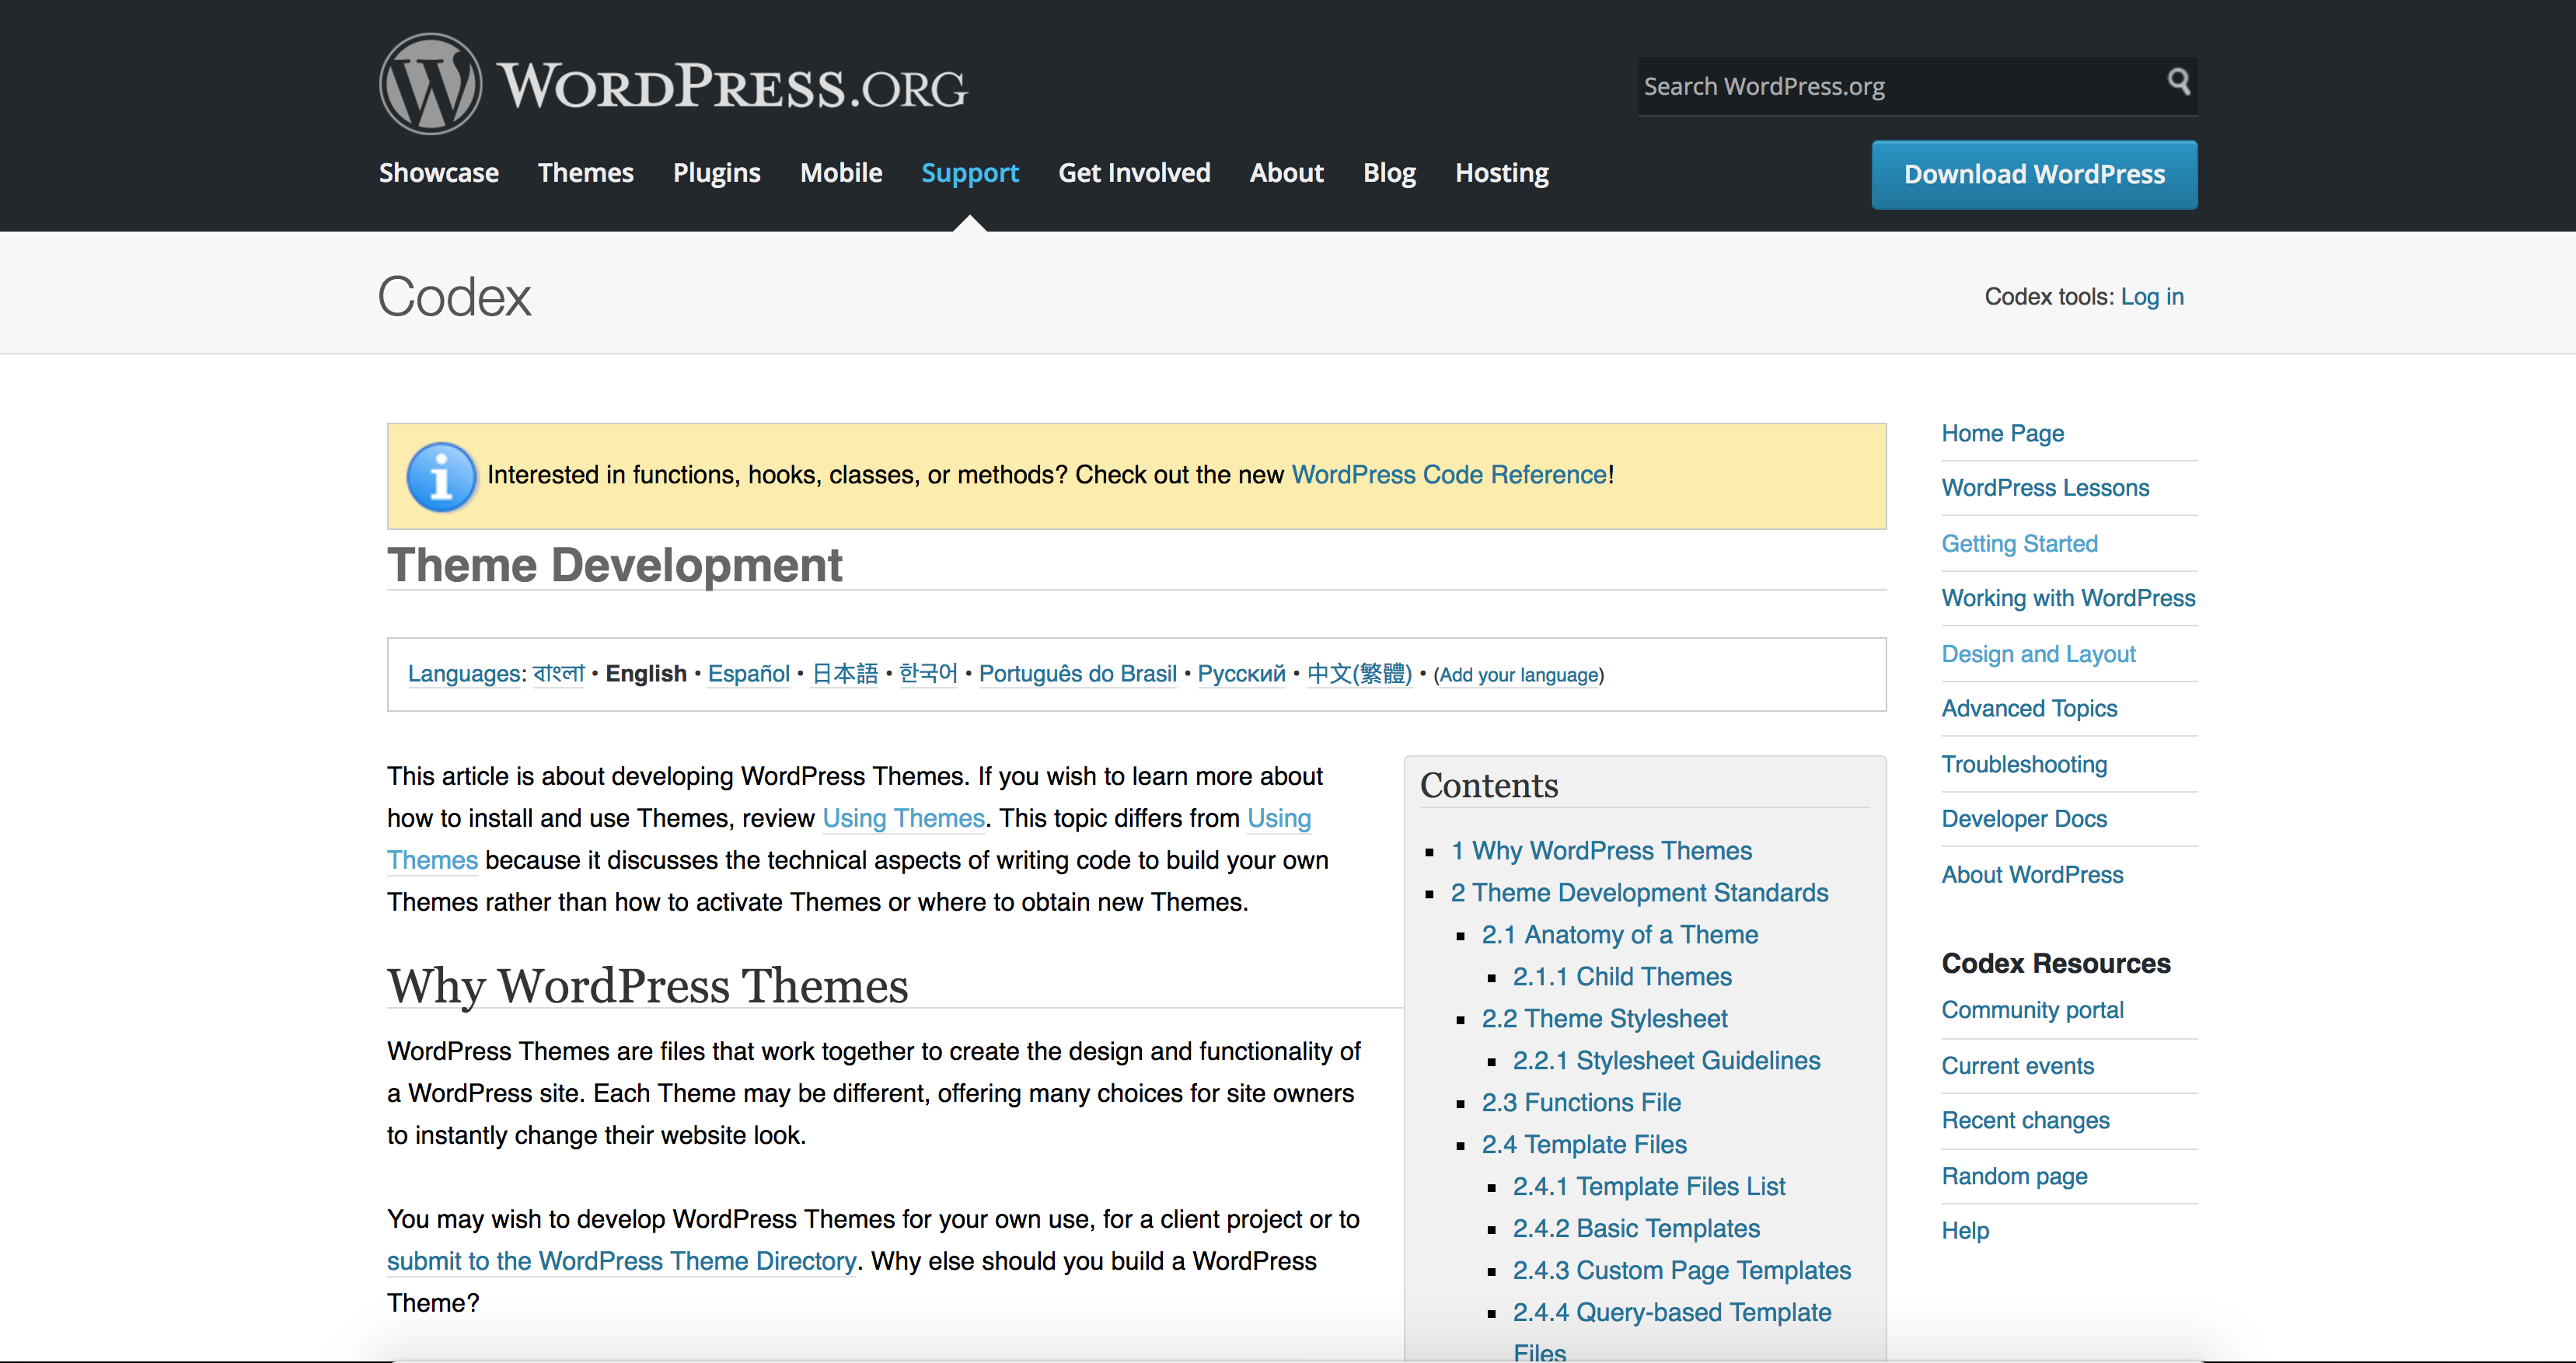 WORDPRESS.ORG
Search WordPress.org
Showcase Themes Plugins Mobile Support Get Involved About Blog Hosting
Download WordPress
Codex
Codex tools: Log in
Interested in functions, hooks, classes, or methods? Check out the new WordPress Code Reference!
Theme Development
Languages: বাংলা • English • Español • 日本語 • 한국어 • Português do Brasil • Русский • 中文(繁體) • (Add your language)
This article is about developing WordPress Themes. If you wish to learn more about
how to install and use Themes, review Using Themes. This topic differs from Using
Themes because it discusses the technical aspects of writing code to build your own
Themes rather than how to activate Themes or where to obtain new Themes.
Why WordPress Themes
WordPress Themes are files that work together to create the design and functionality of
a WordPress site. Each Theme may be different, offering many choices for site owners
to instantly change their website look.
You may wish to develop WordPress Themes for your own use, for a client project or to
submit to the WordPress Theme Directory. Why else should you build a WordPress
Theme?
Contents
1 Why WordPress Themes
2 Theme Development Standards
2.1 Anatomy of a Theme
2.1.1 Child Themes
2.2 Theme Stylesheet
2.2.1 Stylesheet Guidelines
2.3 Functions File
2.4 Template Files
2.4.1 Template Files List
2.4.2 Basic Templates
2.4.3 Custom Page Templates
2.4.4 Query-based Template
Files
Home Page
WordPress Lessons
Getting Started
Working with WordPress
Design and Layout
Advanced Topics
Troubleshooting
Developer Docs
About WordPress
Codex Resources
Community portal
Current events
Recent changes
Random page
Help